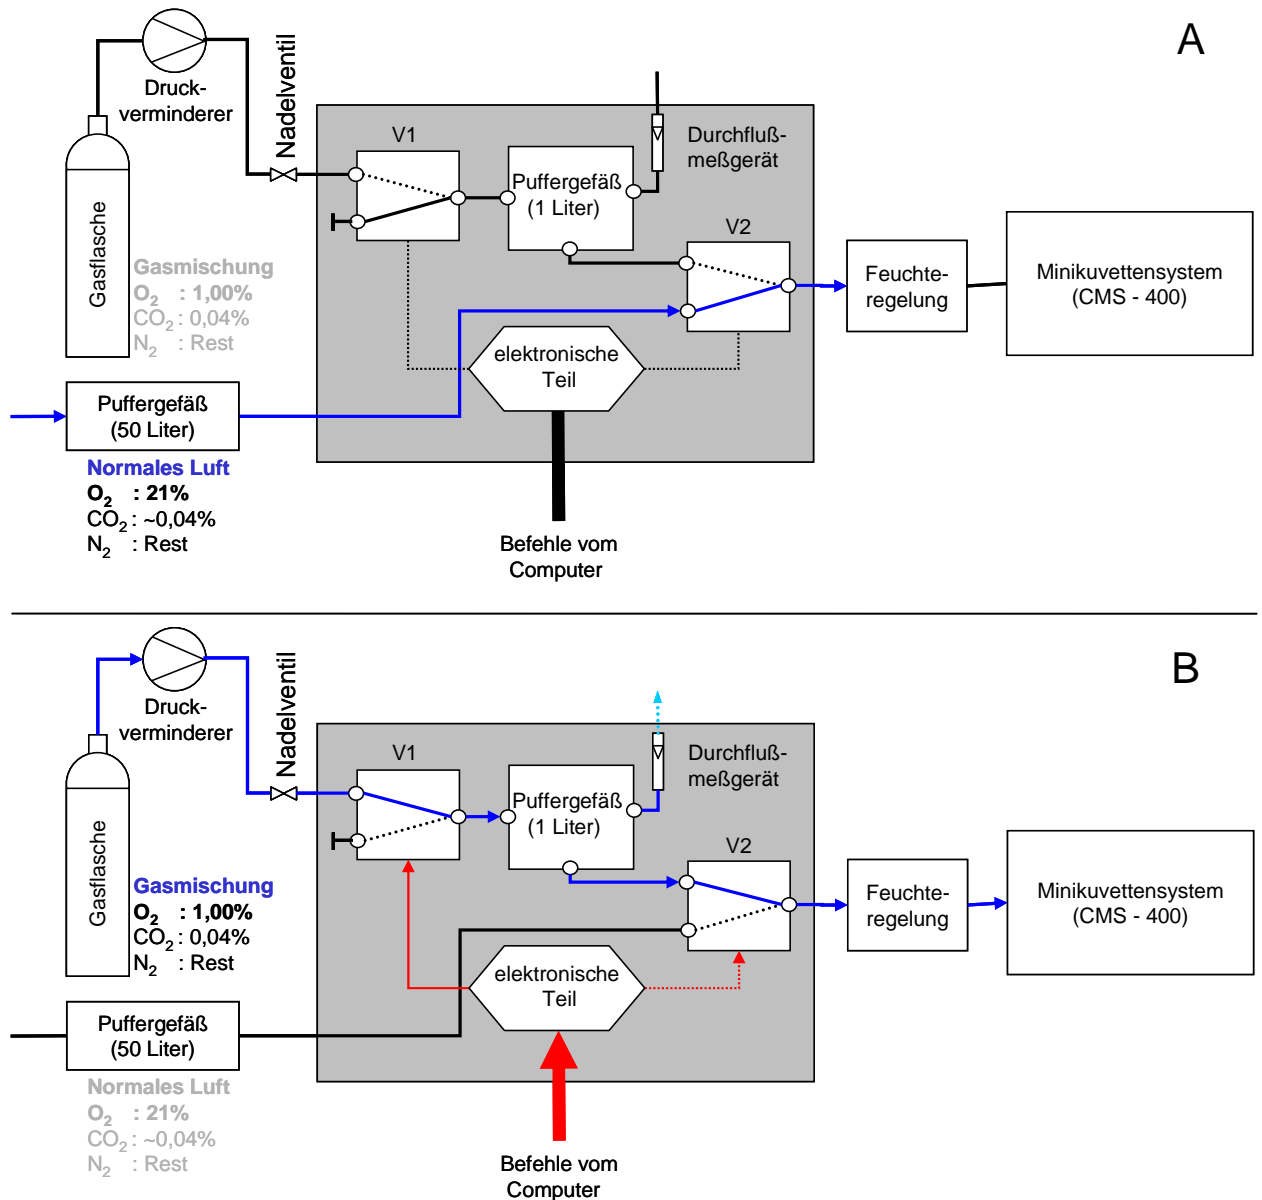 A
Druck-
verminderer
Nadelventil
Gasflasche
Gasmischung
O2 : 1,00%
CO2 : 0,04%
N2 : Rest
V1
Puffergefäß
(1 Liter)
Durchfluß-
meßgerät
V2
Feuchte-
regelung
Minikuvettensystem
(CMS - 400)
elektronische
Teil
Puffergefäß
(50 Liter)
Normales Luft
O2 : 21%
CO2 : ~0,04%
N2 : Rest
Befehle vom
Computer
B
Druck-
verminderer
Nadelventil
Gasflasche
Gasmischung
O2 : 1,00%
CO2 : 0,04%
N2 : Rest
V1
Puffergefäß
(1 Liter)
Durchfluß-
meßgerät
V2
Feuchte-
regelung
Minikuvettensystem
(CMS - 400)
elektronische
Teil
Puffergefäß
(50 Liter)
Normales Luft
O2 : 21%
CO2 : ~0,04%
N2 : Rest
Befehle vom
Computer